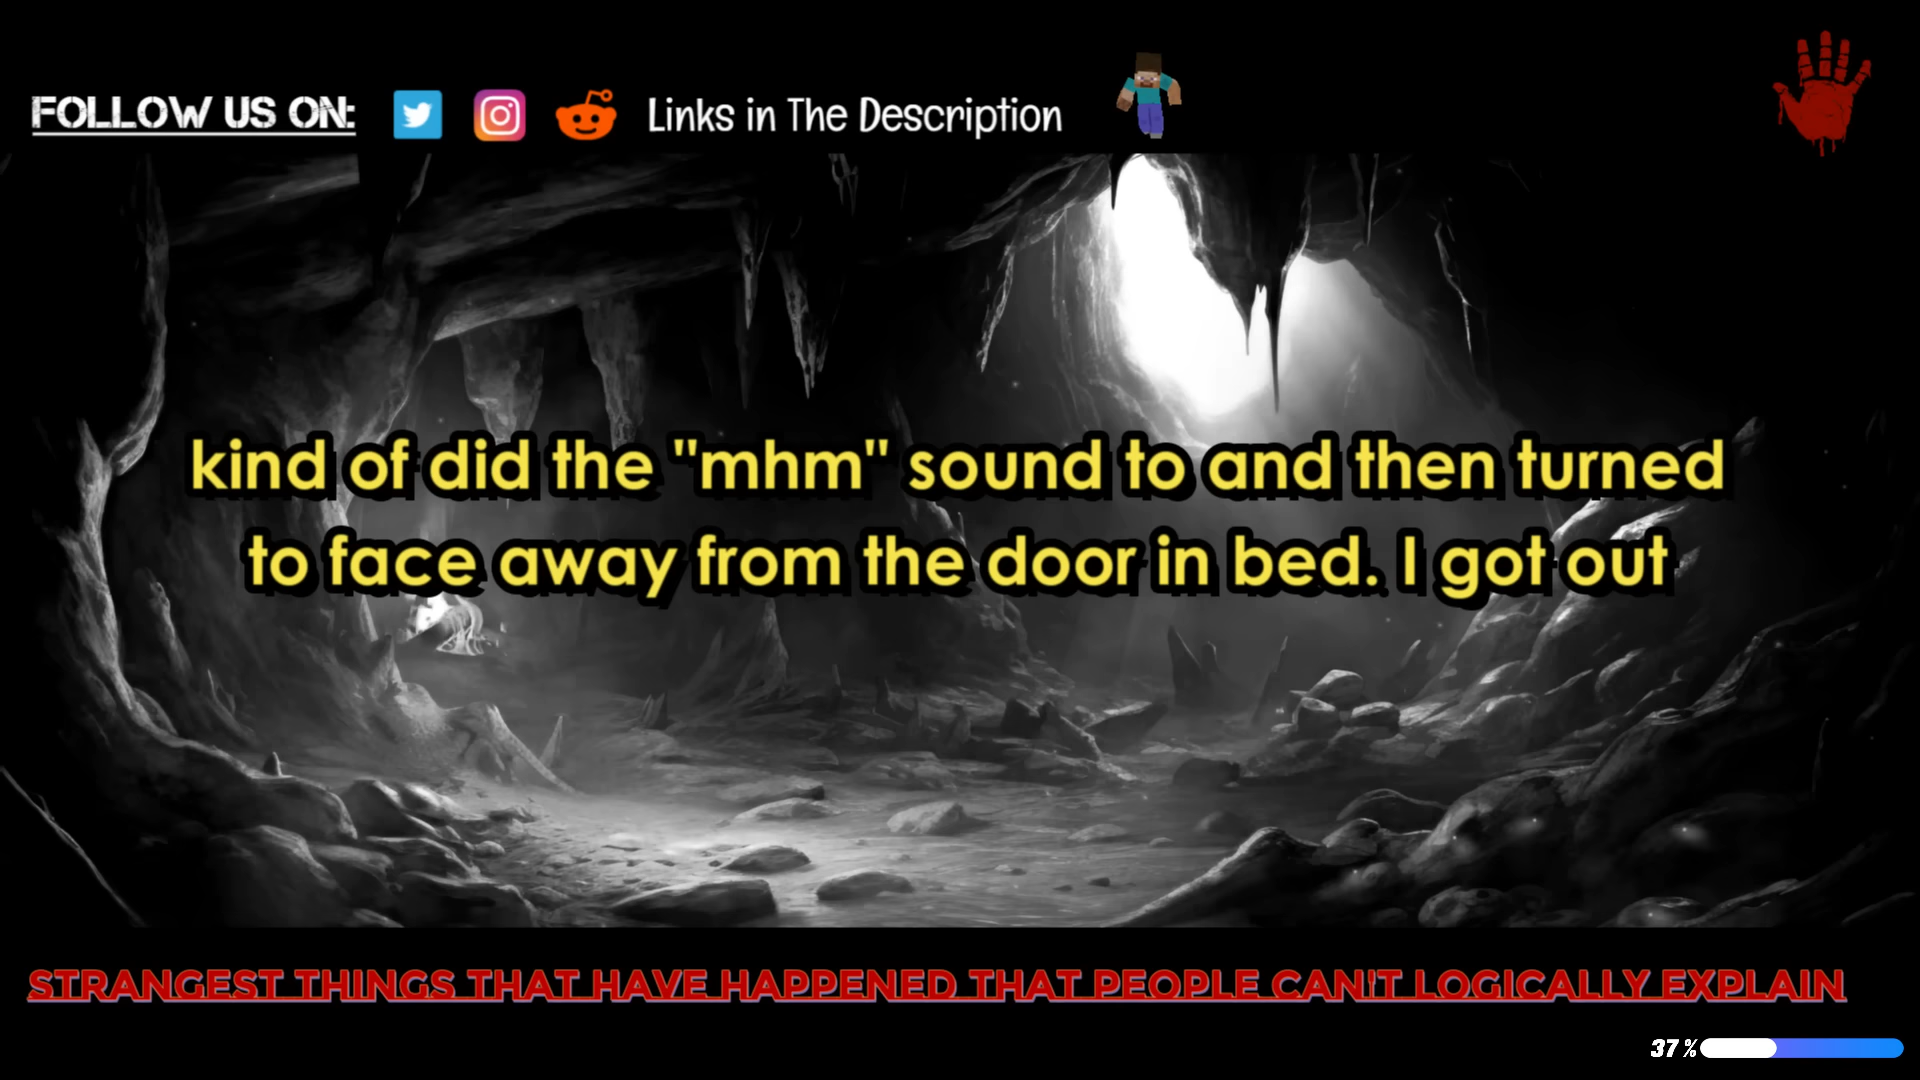 FOLLOW US ON: Links in The Description
kind of did the "mhm" sound to and then turned
to face away from the door in bed. I got out
STRANGEST THINGS THAT HAVE HAPPENED THAT PEOPLE CAN'T LOGICALLY EXPLAIN
37 %